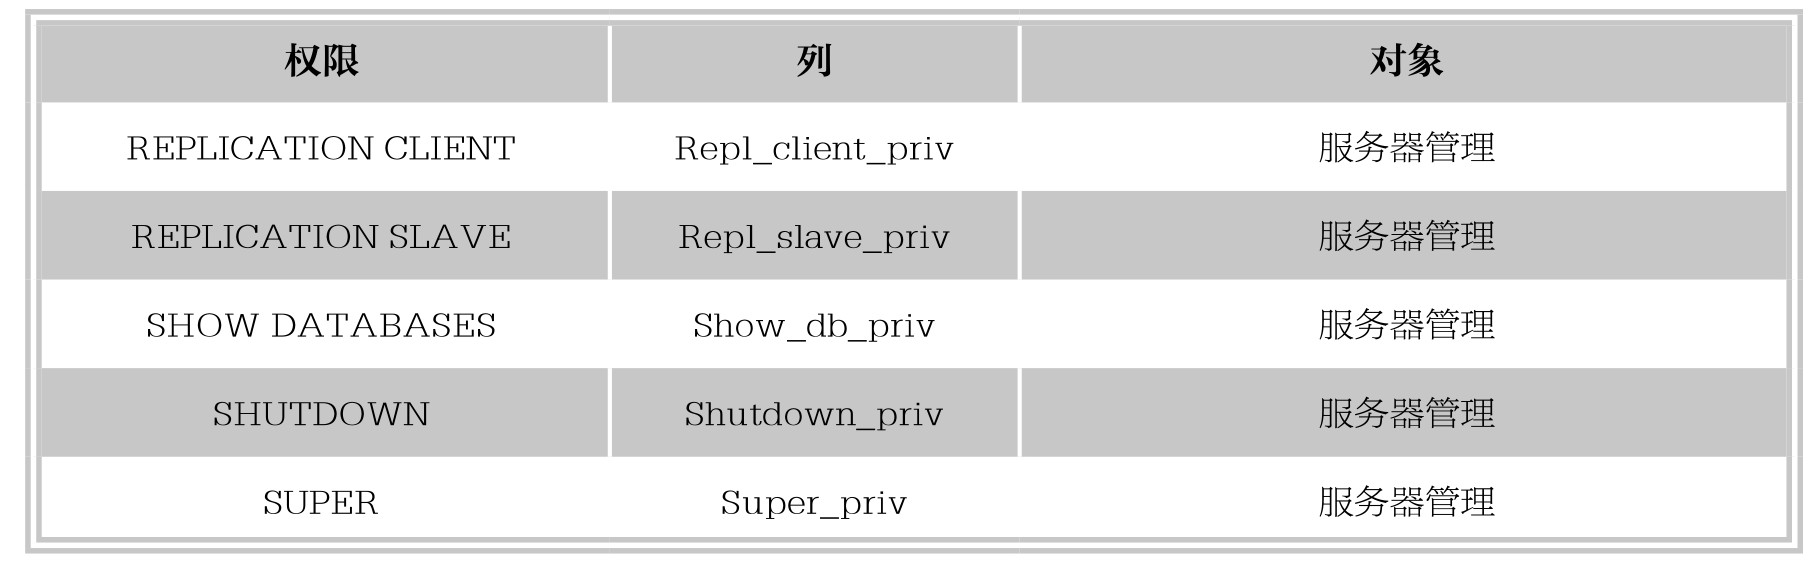 权限 列 对象
REPLICATION CLIENT Repl_client_priv 服务器管理
REPLICATION SLAVE Repl_slave_priv 服务器管理
SHOW DATABASES Show_db_priv 服务器管理
SHUTDOWN Shutdown_priv 服务器管理
SUPER Super_priv 服务器管理